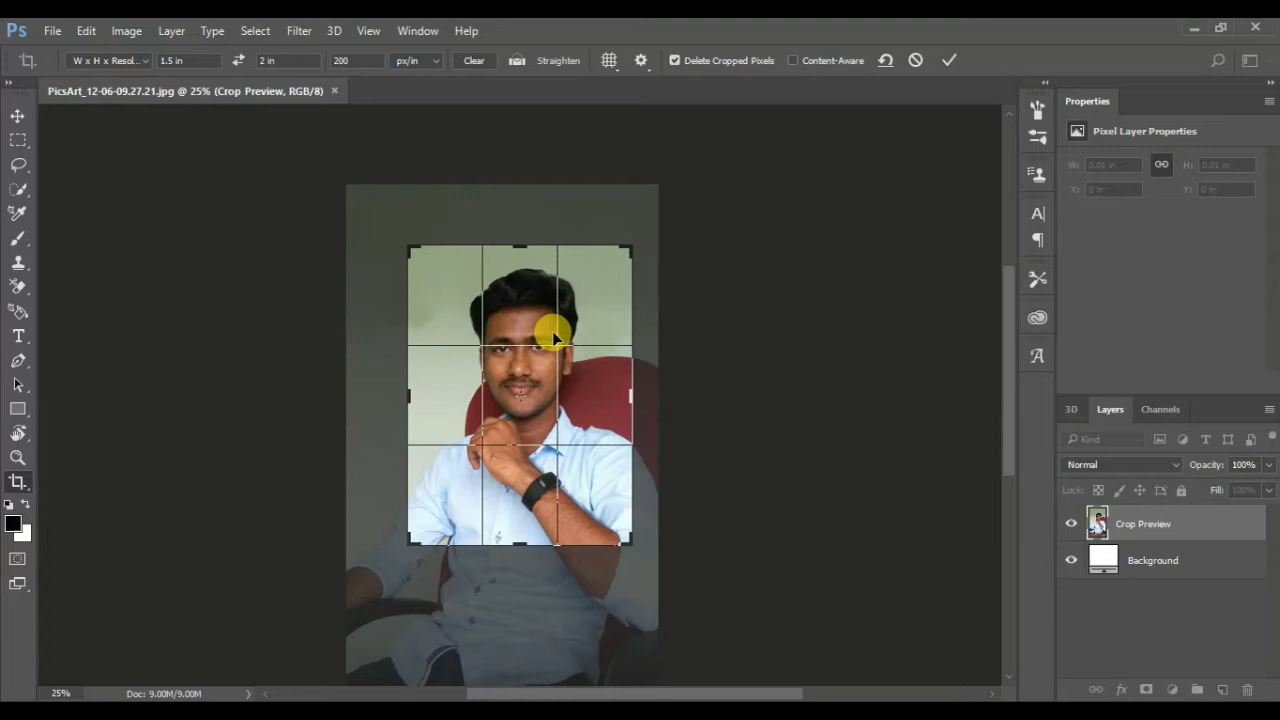 Ps File Edit Image Layer Type Select Filter 3D View Window Help
W x H x Resol... 1.5 in 2 in 200 px/in Clear Straighten Delete Cropped Pixels Content-Aware
PicsArt_12-06-09.27.21.jpg @ 25% (Crop Preview, RGB/8) ×
Properties
Pixel Layer Properties
W: 0.01 in H: 0.01 in
X: 0 in Y: 0 in
3D Layers Channels
Kind
Normal Opacity: 100%
Lock: Fill: 100%
Crop Preview
Background
25% Doc: 9.00M/9.00M